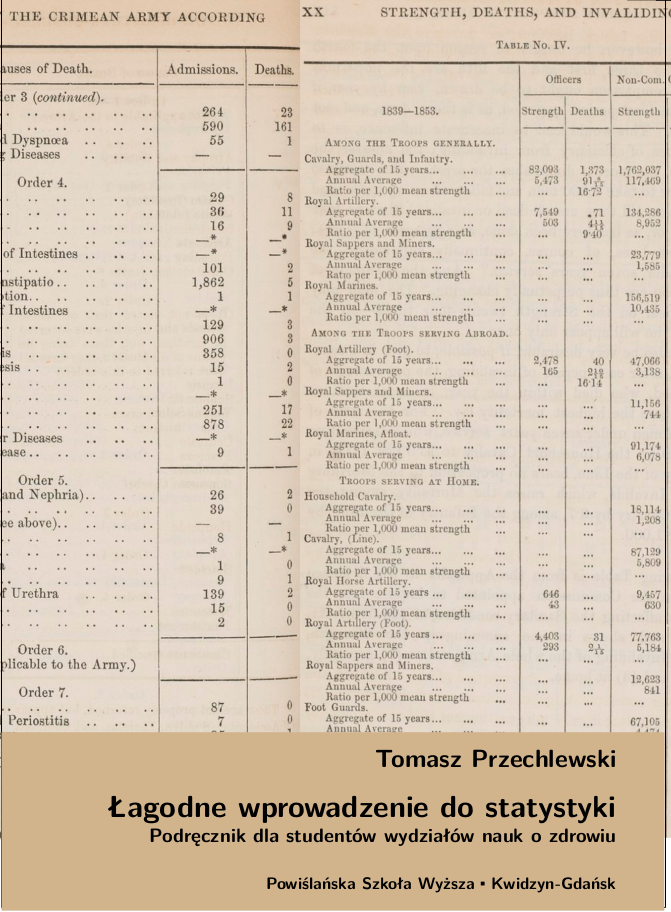 THE CRIMEAN ARMY ACCORDING
auses of Death. Admissions. Deaths.
er 3 (continued).
264 23
590 161
d Dyspnœa 55 1
g Diseases — —
Order 4.
29 8
36 11
16 9
—* —*
of Intestines —* —*
101 2
nstipatio 1,862 5
tion 1 1
f Intestines —* —*
129 3
906 3
is 358 0
esis 15 2
1 0
—* —*
251 17
878 22
r Diseases —* —*
ease 9 1
Order 5.
and Nephria) 26 2
39 0
ee above) — —
8 1
—* —*
1 0
9 1
f Urethra 139 2
15 0
2 0
Order 6.
plicable to the Army.)
Order 7.
87 0
Periostitis 7 0
XX STRENGTH, DEATHS, AND INVALIDING
TABLE NO. IV.
Officers Non-Com.
1839—1853. Strength Deaths Strength
AMONG THE TROOPS GENERALLY.
Cavalry, Guards, and Infantry.
Aggregate of 15 years... ... ... 82,093 1,373 1,762,037
Annual Average ... ... ... 5,473 117,469
Ratio per 1,000 mean strength ... ... 16·72 ...
Royal Artillery.
Aggregate of 15 years... ... ... 7,549 71 134,286
Annual Average ... ... ... 503 8,952
Ratio per 1,000 mean strength ... ... 9·40 ...
Royal Sappers and Miners.
Aggregate of 15 years... ... ... ... ... 23,779
Annual Average ... ... ... ... ... 1,585
Ratio per 1,000 mean strength ... ... ... ...
Royal Marines.
Aggregate of 15 years... ... ... ... ... 156,519
Annual Average ... ... ... ... ... 10,435
Ratio per 1,000 mean strength ... ... ... ...
AMONG THE TROOPS SERVING ABROAD.
Royal Artillery (Foot).
Aggregate of 15 years... ... ... 2,478 40 47,066
Annual Average ... ... ... 165 3,138
Ratio per 1,000 mean strength ... ... 16·14 ...
Royal Sappers and Miners.
Aggregate of 15 years... ... ... ... ... 11,156
Annual Average ... ... ... ... ... 744
Ratio per 1,000 mean strength ... ... ... ...
Royal Marines, Afloat.
Aggregate of 15 years... ... ... ... ... 91,174
Annual Average ... ... ... ... ... 6,078
Ratio per 1,000 mean strength ... ... ... ...
TROOPS SERVING AT HOME.
Household Cavalry.
Aggregate of 15 years... ... ... ... ... 18,114
Annual Average ... ... ... ... ... 1,208
Ratio per 1,000 mean strength ... ... ... ...
Cavalry, (Line).
Aggregate of 15 years... ... ... ... ... 87,129
Annual Average ... ... ... ... ... 5,809
Ratio per 1,000 mean strength ... ... ... ...
Royal Horse Artillery.
Aggregate of 15 years ... ... ... 646 ... 9,457
Annual Average ... ... ... 43 ... 630
Ratio per 1,000 mean strength ... ... ... ...
Royal Artillery (Foot).
Aggregate of 15 years ... ... ... 4,403 31 77,763
Annual Average ... ... ... 293 5,184
Ratio per 1,000 mean strength ... ... ... ...
Royal Sappers and Miners.
Aggregate of 15 years... ... ... ... ... 12,623
Annual Average ... ... ... ... ... 841
Ratio per 1,000 mean strength ... ... ... ...
Foot Guards.
Aggregate of 15 years... ... ... ... ... 67,105
Annual Average
Tomasz Przechlewski
Łagodne wprowadzenie do statystyki
Podręcznik dla studentów wydziałów nauk o zdrowiu
Powiślańska Szkoła Wyższa ▪ Kwidzyn-Gdańsk